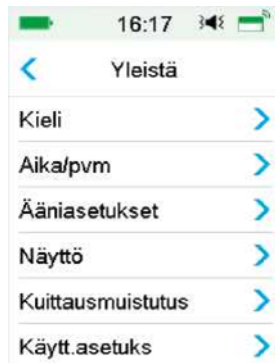 16:17
Yleistä
Kieli
Aika/pvm
Ääniasetukset
Näyttö
Kuittausmuistutus
Käytt.asetuks